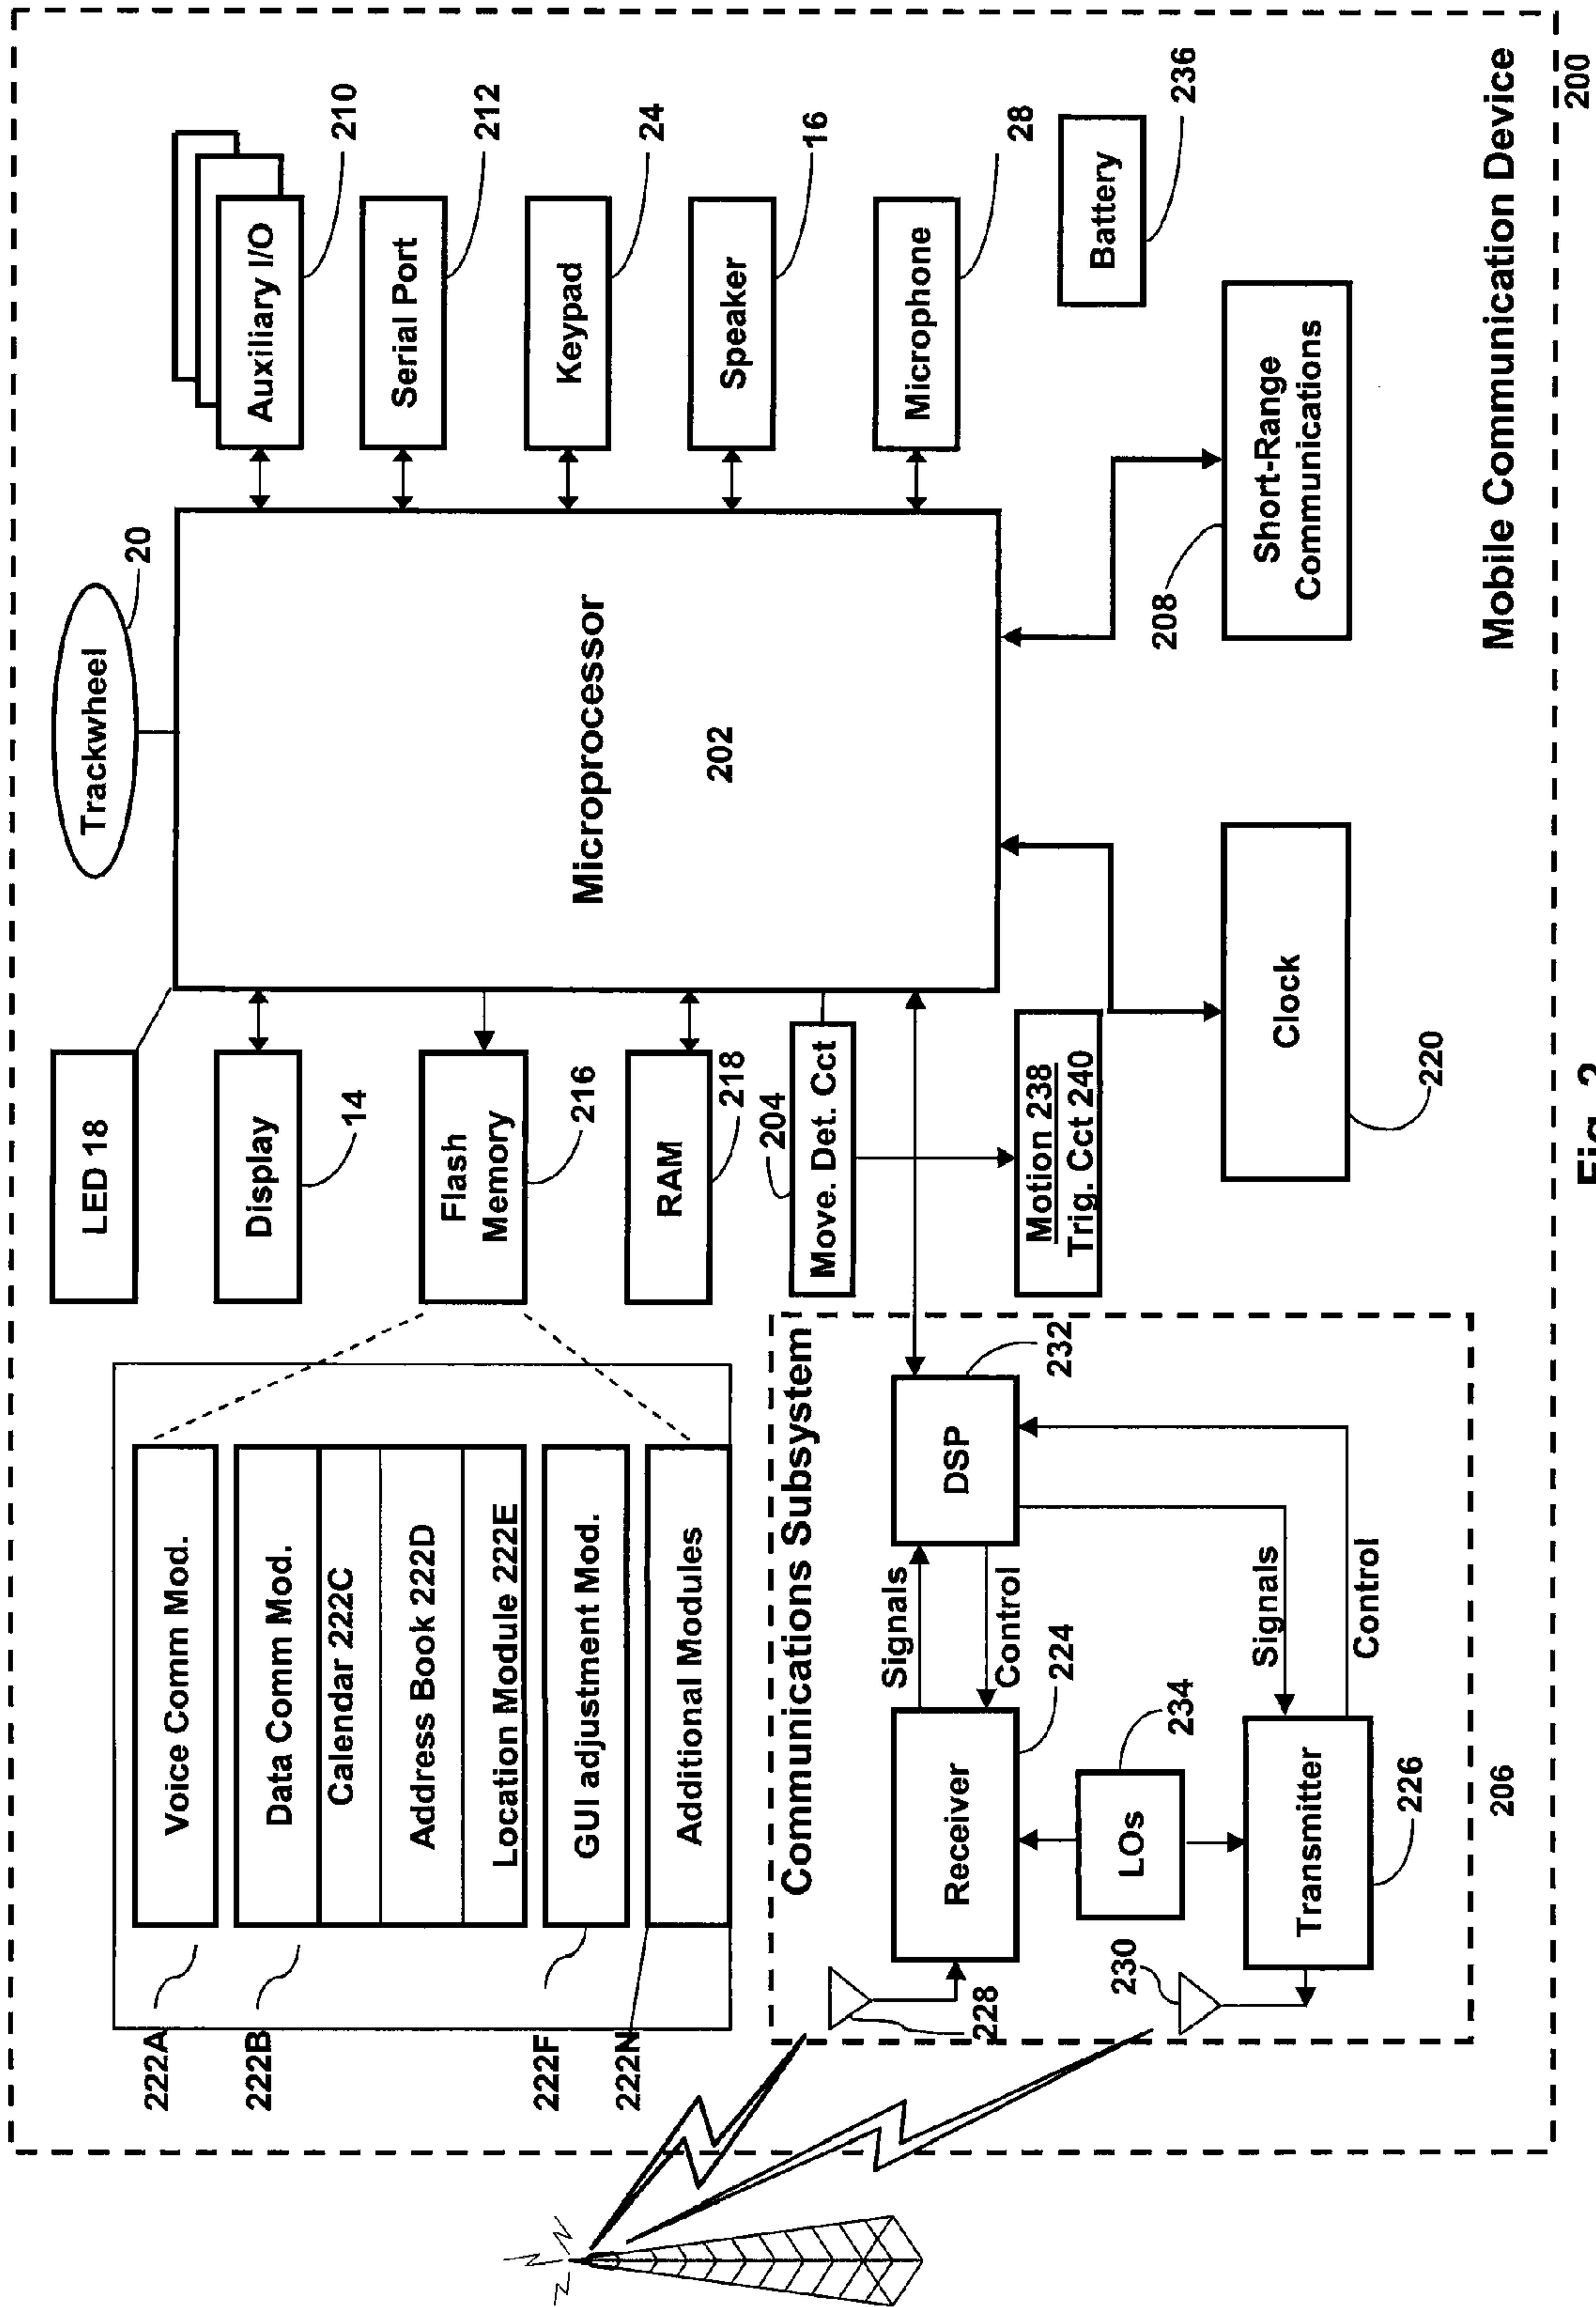 Trackwheel
20
LED 18
Display
14
Flash
Memory
216
RAM
218
204
Move. Det. Cct
Motion 238
Trig. Cct 240
Microprocessor
202
Auxiliary I/O
210
Serial Port
212
Keypad
24
Speaker
16
Microphone
28
Battery
236
Short-Range
Communications
208
Clock
220
Voice Comm Mod.
Data Comm Mod.
Calendar 222C
Address Book 222D
Location Module 222E
GUI adjustment Mod.
Additional Modules
222A
222B
222F
222N
Communications Subsystem
DSP
232
Signals
Control
Receiver
224
LOs
234
Signals
Control
Transmitter
226
228
230
206
Mobile Communication Device
200